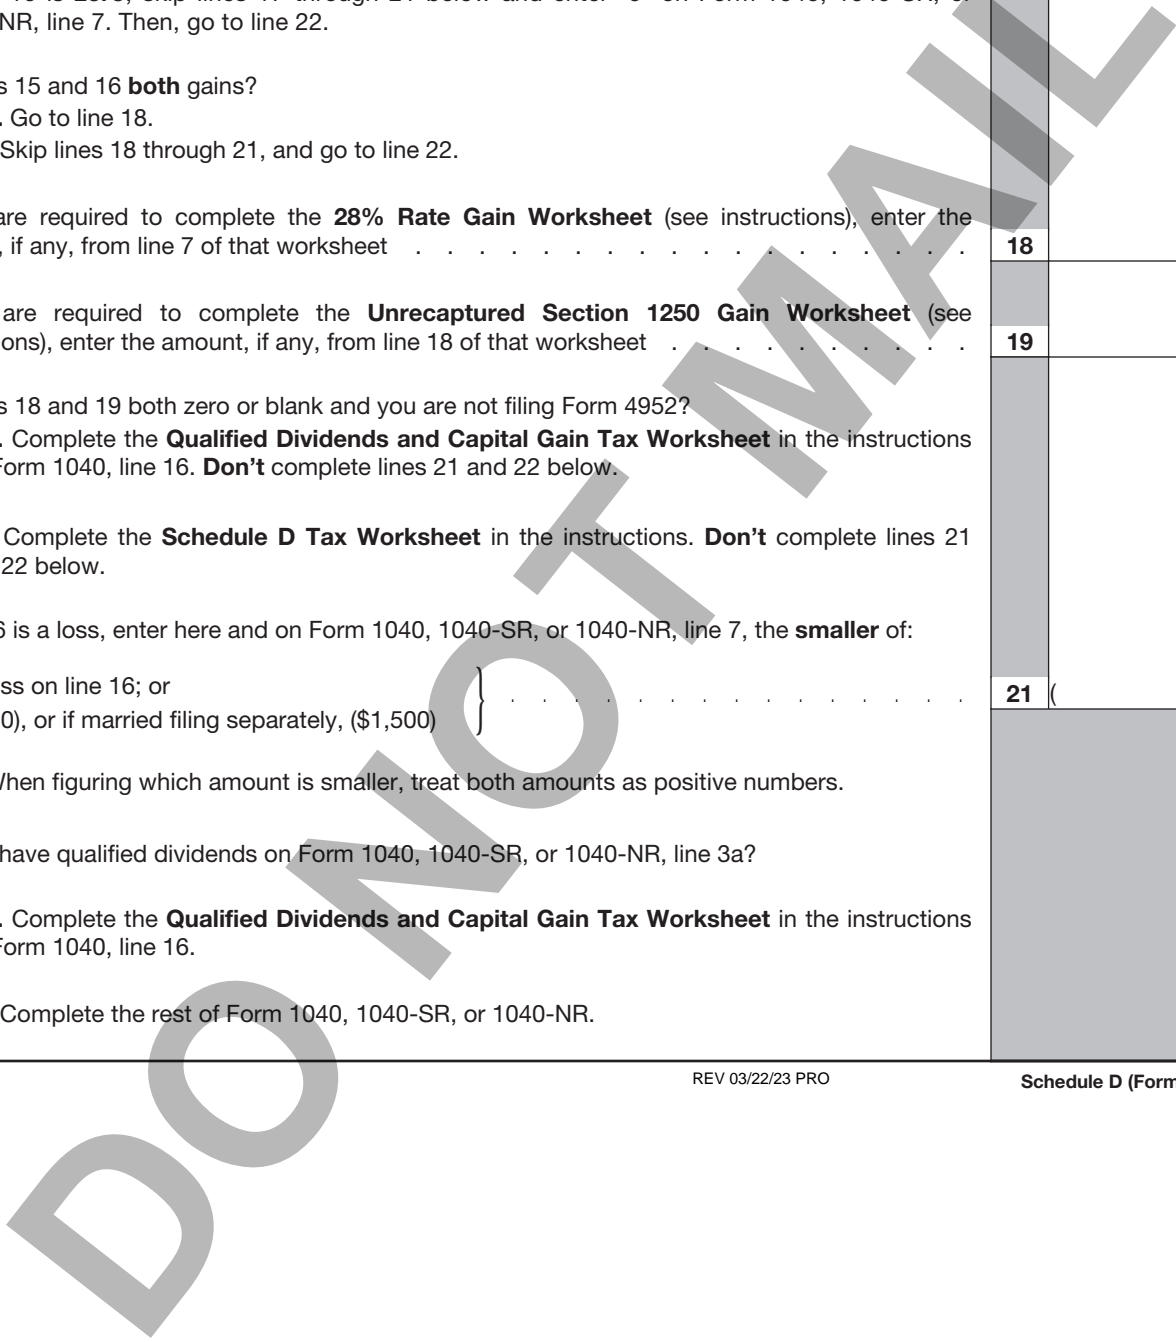 NR, line 7. Then, go to line 22.
s 15 and 16 both gains?
. Go to line 18.
Skip lines 18 through 21, and go to line 22.
are required to complete the 28% Rate Gain Worksheet (see instructions), enter the
, if any, from line 7 of that worksheet . . . . . . . . . . . . . . . . . . 18
are required to complete the Unrecaptured Section 1250 Gain Worksheet (see
ons), enter the amount, if any, from line 18 of that worksheet . . . . . . . . . . 19
s 18 and 19 both zero or blank and you are not filing Form 4952?
. Complete the Qualified Dividends and Capital Gain Tax Worksheet in the instructions
Form 1040, line 16. Don't complete lines 21 and 22 below.
Complete the Schedule D Tax Worksheet in the instructions. Don't complete lines 21
22 below.
6 is a loss, enter here and on Form 1040, 1040-SR, or 1040-NR, line 7, the smaller of:
ss on line 16; or
0), or if married filing separately, ($1,500) } . . . . . . . . . . . . . . . 21 (
When figuring which amount is smaller, treat both amounts as positive numbers.
have qualified dividends on Form 1040, 1040-SR, or 1040-NR, line 3a?
. Complete the Qualified Dividends and Capital Gain Tax Worksheet in the instructions
Form 1040, line 16.
Complete the rest of Form 1040, 1040-SR, or 1040-NR.
REV 03/22/23 PRO Schedule D (Form
DO NOT MAIL